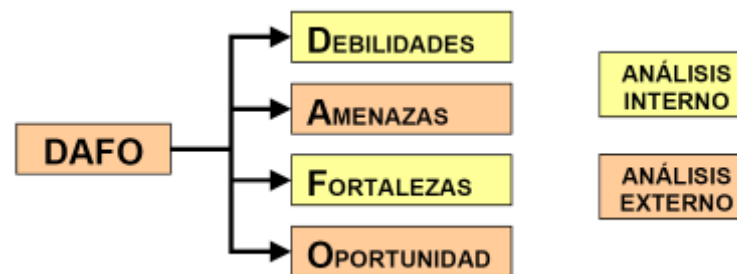 DEBILIDADES
ANÁLISIS
INTERNO
AMENAZAS
DAFO
FORTALEZAS
ANÁLISIS
EXTERNO
OPORTUNIDAD